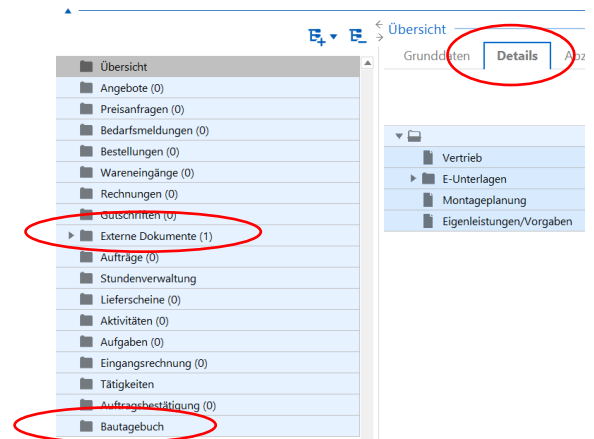 Übersicht
Grunddaten Details Abz
Übersicht
Angebote (0)
Preisanfragen (0)
Bedarfsmeldungen (0)
Bestellungen (0)
Wareneingänge (0)
Rechnungen (0)
Gutschriften (0)
Externe Dokumente (1)
Aufträge (0)
Stundenverwaltung
Lieferscheine (0)
Aktivitäten (0)
Aufgaben (0)
Eingangsrechnung (0)
Tätigkeiten
Auftragsbestätigung (0)
Bautagebuch
Vertrieb
E-Unterlagen
Montageplanung
Eigenleistungen/Vorgaben